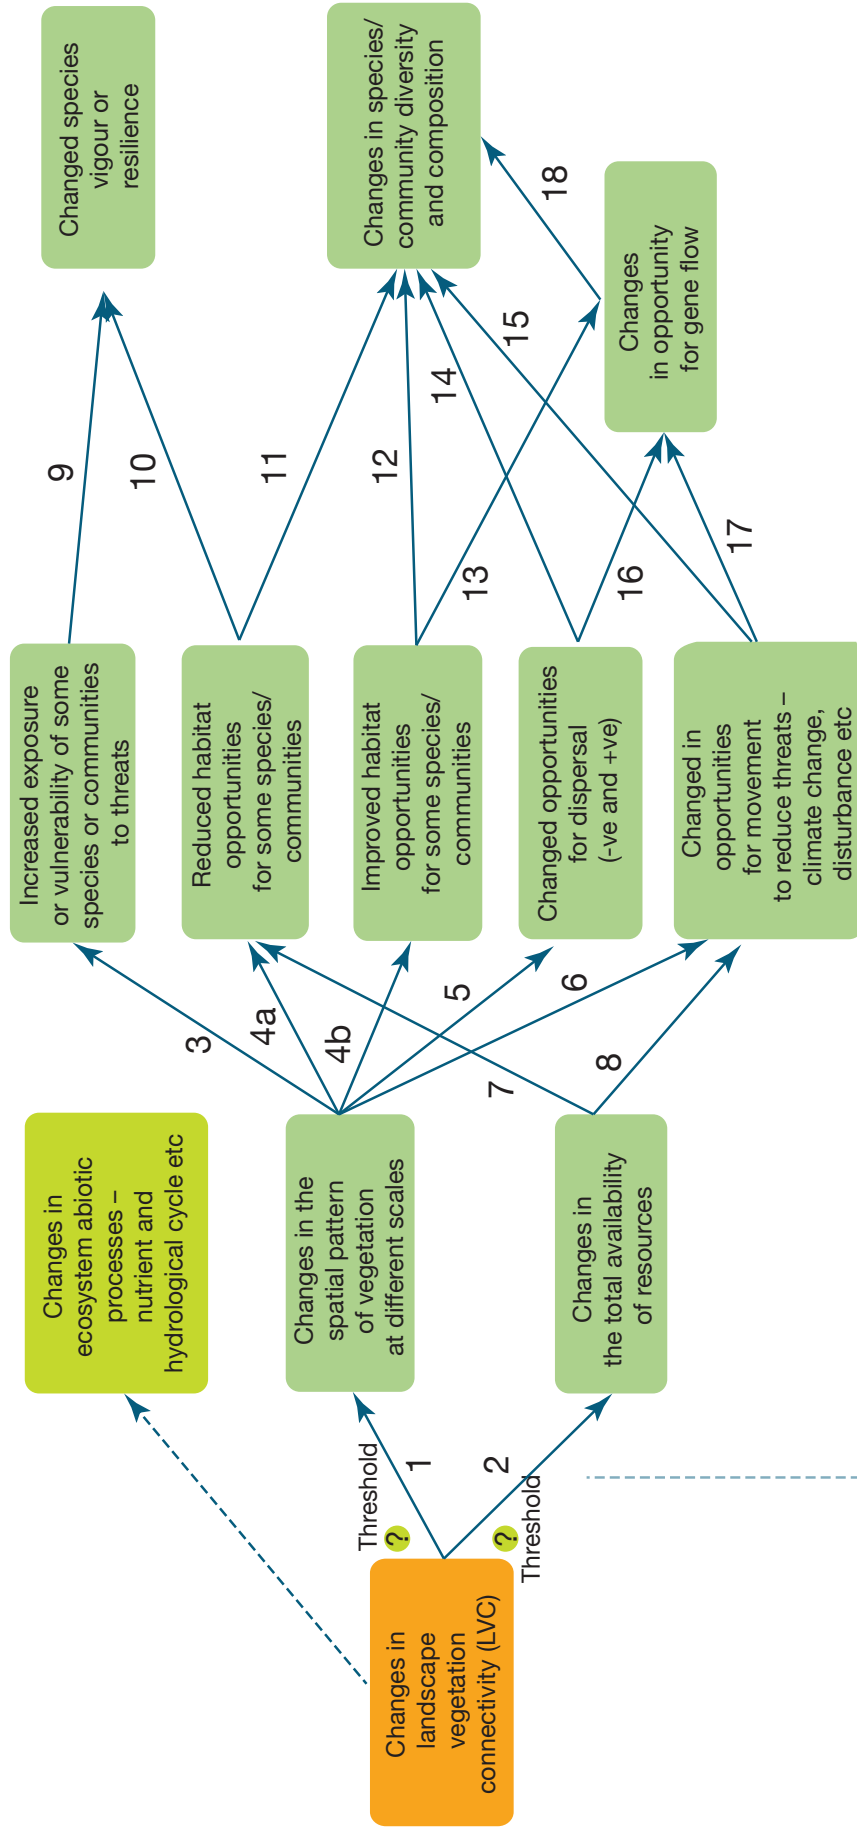 Changes in
landscape
vegetation
connectivity (LVC)
Threshold
?
1
?
Threshold
2
Changes in
ecosystem abiotic
processes –
nutrient and
hydrological cycle etc
Changes in the
spatial pattern
of vegetation
at different scales
Changes in
the total availability
of resources
3
4a
4b
5
6
7
8
Increased exposure
or vulnerability of some
species or communities
to threats
Reduced habitat
opportunities
for some species/
communities
Improved habitat
opportunities
for some species/
communities
Changed opportunities
for dispersal
(-ve and +ve)
Changed in
opportunities
for movement
to reduce threats –
climate change,
disturbance etc
9
10
11
12
13
14
15
16
17
18
Changed species
vigour or
resilience
Changes in species/
community diversity
and composition
Changes
in opportunity
for gene flow